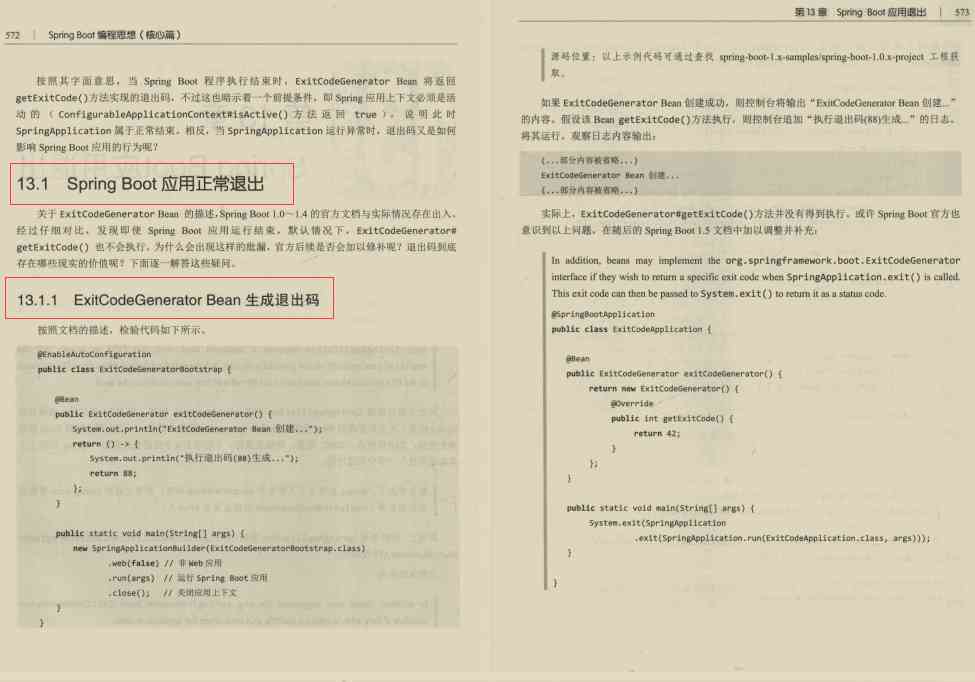 572 | Spring Boot 编程思想（核心篇）
按照其字面意思，当 Spring Boot 程序执行结束时，ExitCodeGenerator Bean 将返回
getExitCode()方法实现的退出码，不过这也暗示着一个前提条件，即 Spring 应用上下文必须是活
动的（ConfigurableApplicationContext#isActive()方法返回 true），说明此时
SpringApplication 属于正常结束。相反，当 SpringApplication 运行异常时，退出码又是如何
影响 Spring Boot 应用的行为呢？
13.1 Spring Boot 应用正常退出
关于 ExitCodeGenerator Bean 的描述，Spring Boot 1.0～1.4 的官方文档与实际情况存在出入。
经过仔细对比，发现即使 Spring Boot 应用运行结束，默认情况下，ExitCodeGenerator#
getExitCode() 也不会执行。为什么会出现这样的纰漏，官方后续是否会加以修补呢？退出码到底
存在哪些现实的价值呢？下面逐一解答这些疑问。
13.1.1 ExitCodeGenerator Bean 生成退出码
按照文档的描述，检验代码如下所示。
@EnableAutoConfiguration
public class ExitCodeGeneratorBootstrap {
@Bean
public ExitCodeGenerator exitCodeGenerator() {
System.out.println("ExitCodeGenerator Bean 创建...");
return () -> {
System.out.println("执行退出码(88)生成...");
return 88;
};
}
public static void main(String[] args) {
new SpringApplicationBuilder(ExitCodeGeneratorBootstrap.class)
.web(false) // 非 Web 应用
.run(args) // 运行 Spring Boot 应用
.close(); // 关闭应用上下文
}
}
第 13 章 Spring Boot 应用退出 | 573
源码位置：以上示例代码可通过查找 spring-boot-1.x-samples/spring-boot-1.0.x-project 工程获
取。
如果 ExitCodeGenerator Bean 创建成功，则控制台将输出“ExitCodeGenerator Bean 创建...”
的内容。假设该 Bean getExitCode()方法执行，则控制台追加“执行退出码(88)生成...”的日志。
将其运行，观察日志内容输出：
(...部分内容被省略...)
ExitCodeGenerator Bean 创建...
(...部分内容被省略...)
实际上，ExitCodeGenerator#getExitCode()方法并没有得到执行。或许 Spring Boot 官方也
意识到以上问题，在随后的 Spring Boot 1.5 文档中加以调整并补充：
In addition, beans may implement the org.springframework.boot.ExitCodeGenerator
interface if they wish to return a specific exit code when SpringApplication.exit() is called.
This exit code can then be passed to System.exit() to return it as a status code.
@SpringBootApplication
public class ExitCodeApplication {
@Bean
public ExitCodeGenerator exitCodeGenerator() {
return new ExitCodeGenerator() {
@Override
public int getExitCode() {
return 42;
}
};
}
public static void main(String[] args) {
System.exit(SpringApplication
.exit(SpringApplication.run(ExitCodeApplication.class, args)));
}
}